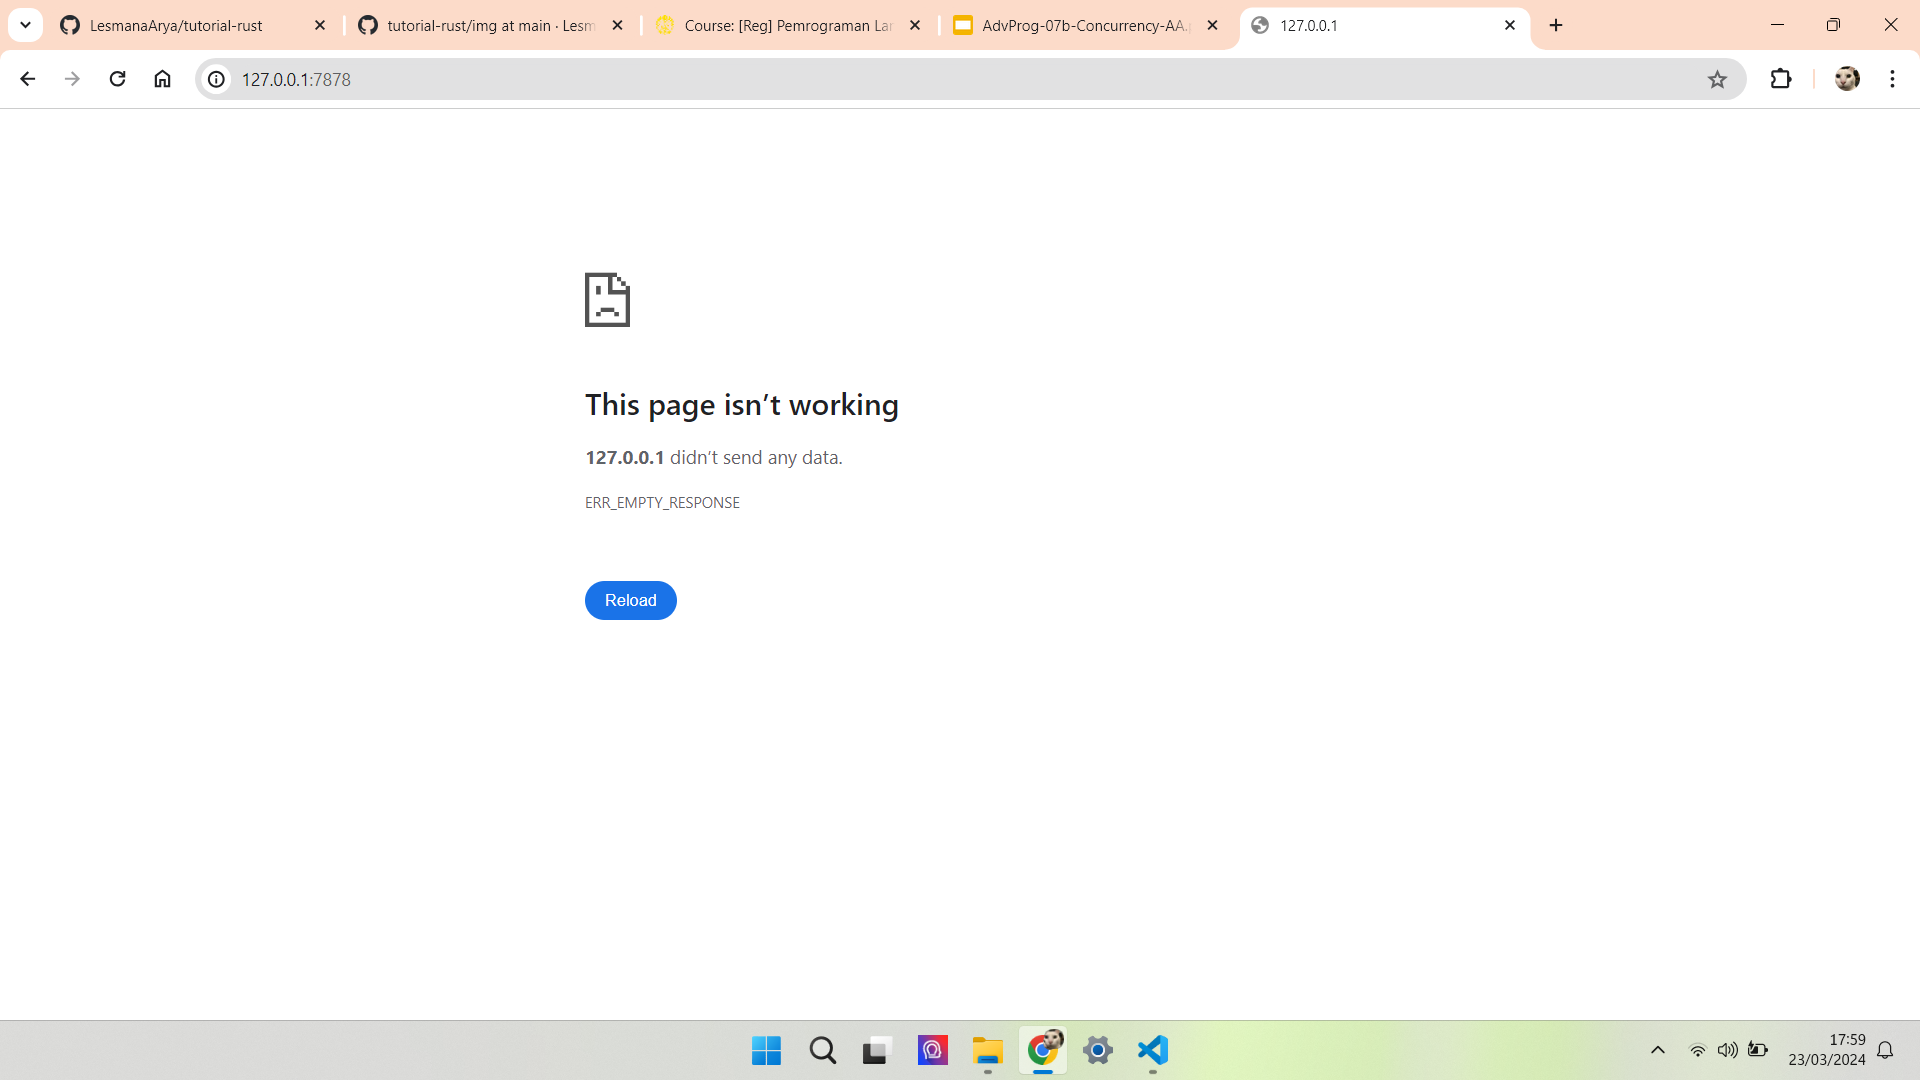 LesmanaArya/tutorial-rust
tutorial-rust/img at main · Lesm
Course: [Reg] Pemrograman Lan
AdvProg-07b-Concurrency-AA.p
127.0.0.1
127.0.0.1:7878
This page isn’t working
127.0.0.1 didn’t send any data.
ERR_EMPTY_RESPONSE
Reload
17:59
23/03/2024